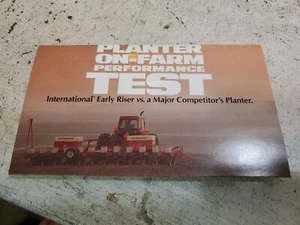 PLANTER
ON-FARM
PERFORMANCE
TEST
International Early Riser vs. a Major Competitor's Planter.